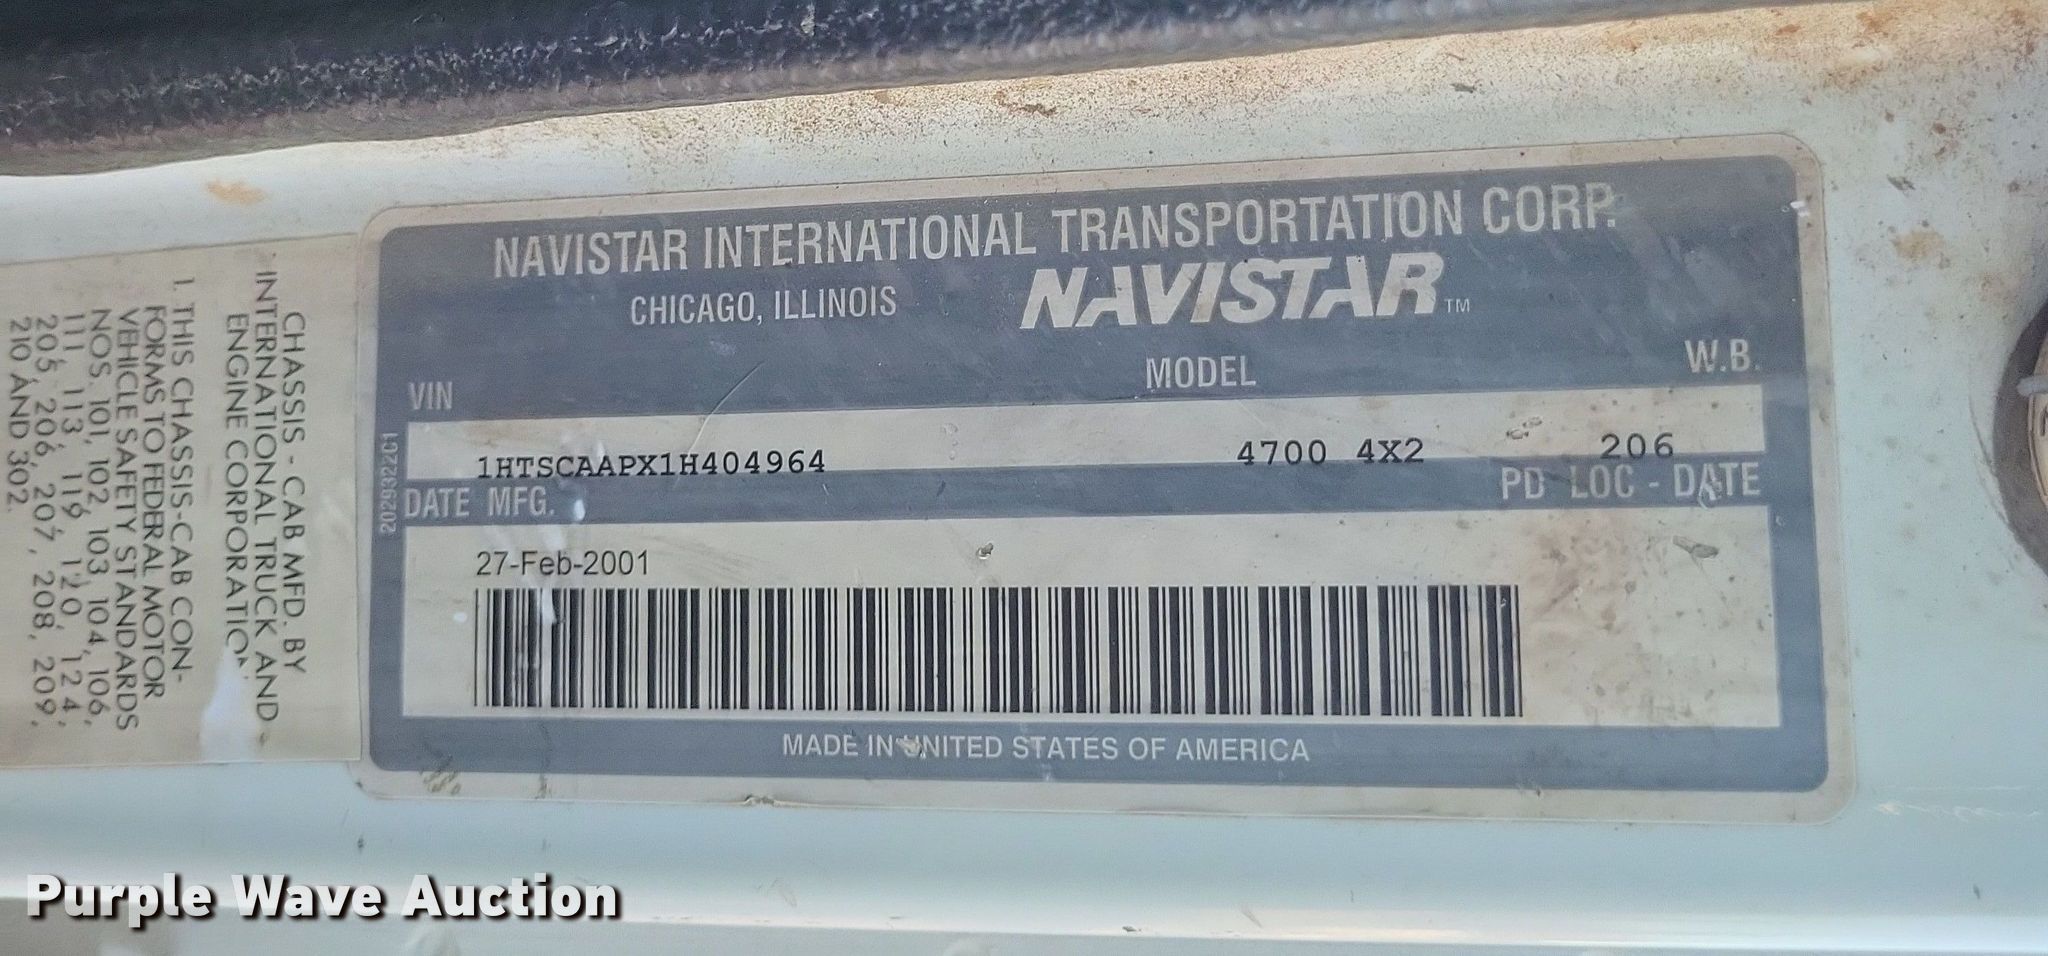 NAVISTAR INTERNATIONAL TRANSPORTATION CORP.
CHICAGO, ILLINOIS NAVISTAR™
VIN MODEL W.B.
1HTSCAAPX1H404964 4700 4X2 206
DATE MFG. PD LOC - DATE
27-Feb-2001
MADE IN UNITED STATES OF AMERICA
2029322C1
CHASSIS - CAB MFD. BY
INTERNATIONAL TRUCK AND
ENGINE CORPORATION
1. THIS CHASSIS-CAB CON-
FORMS TO FEDERAL MOTOR
VEHICLE SAFETY STANDARDS
NOS. 101, 102, 103, 104, 106,
111, 113, 119, 120, 124,
205, 206, 207, 208, 209,
210 AND 302.
Purple Wave Auction